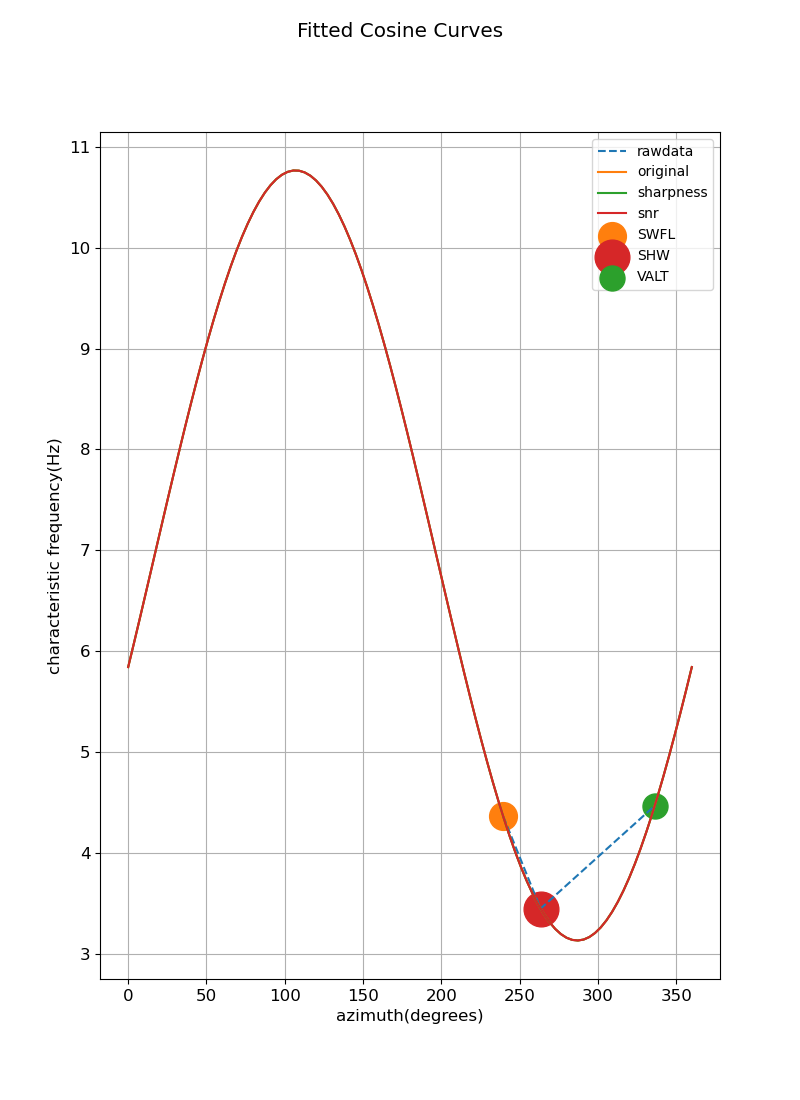 Fitted Cosine Curves
11
10
9
8
7
6
5
4
3
characteristic frequency(Hz)
rawdata
original
sharpness
snr
SWFL
SHW
VALT
0 50 100 150 200 250 300 350
azimuth(degrees)